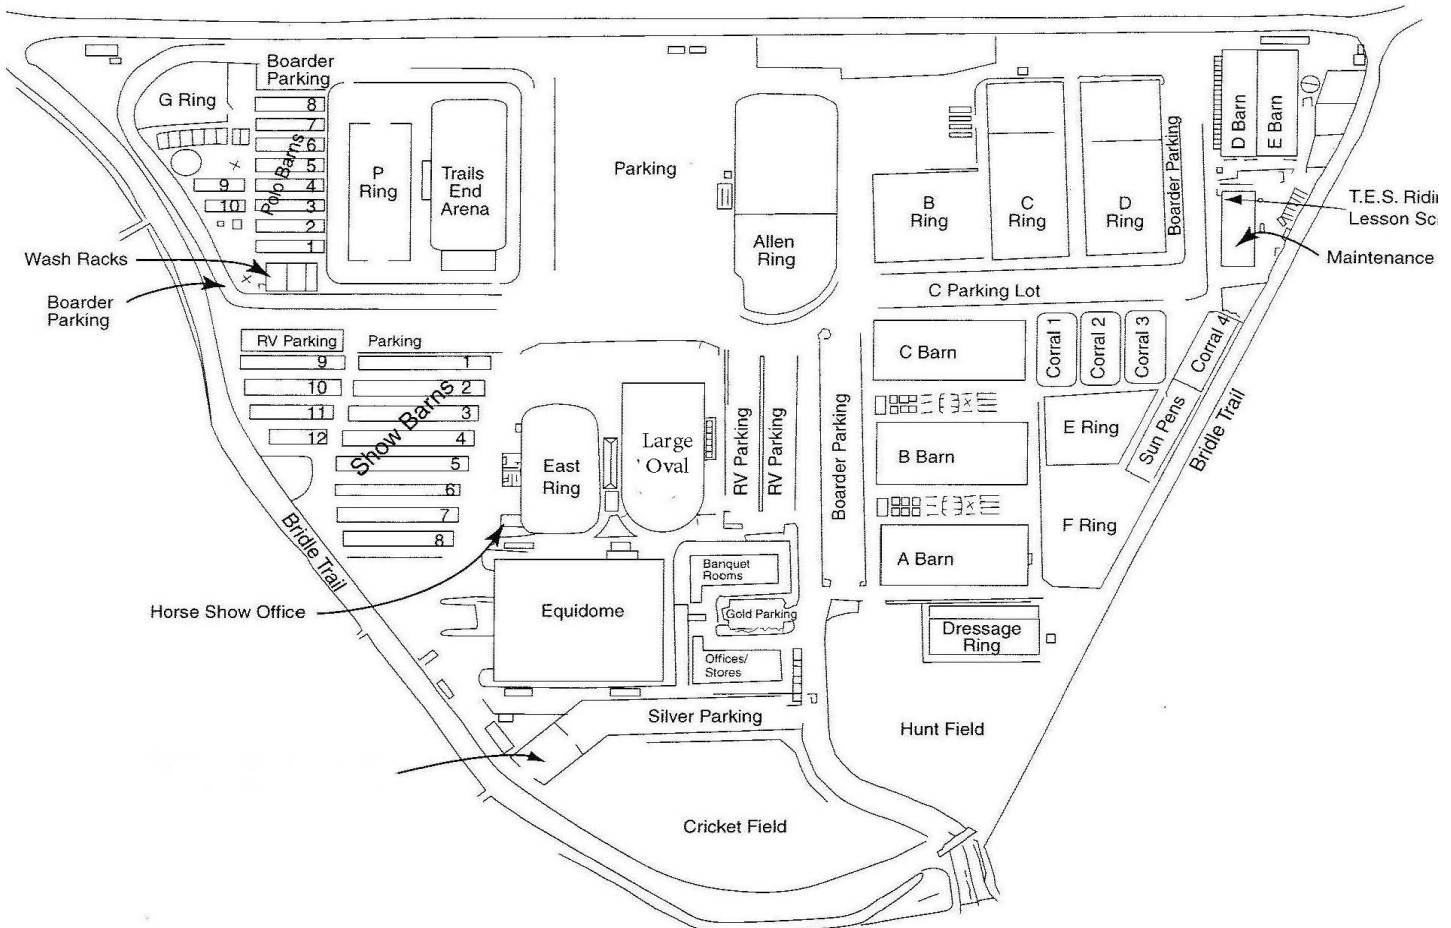 Boarder
Parking
G Ring
8
7
6
5
4
3
2
1
9
10
Polo Barns
P
Ring
Trails
End
Arena
Parking
Allen
Ring
B
Ring
C
Ring
D
Ring
Boarder Parking
D Barn
E Barn
T.E.S. Ridi
Lesson Sc
Maintenance
Wash Racks
Boarder
Parking
C Parking Lot
RV Parking
Parking
9
10
11
12
1
2
3
4
5
6
7
8
Show Barns
East
Ring
Large
Oval
RV Parking
RV Parking
Boarder Parking
C Barn
B Barn
A Barn
Corral 1
Corral 2
Corral 3
Corral 4
Sun Pens
Bridle Trail
E Ring
F Ring
Bridle Trail
Horse Show Office
Equidome
Banquet
Rooms
Gold Parking
Offices/
Stores
Dressage
Ring
Silver Parking
Hunt Field
Cricket Field